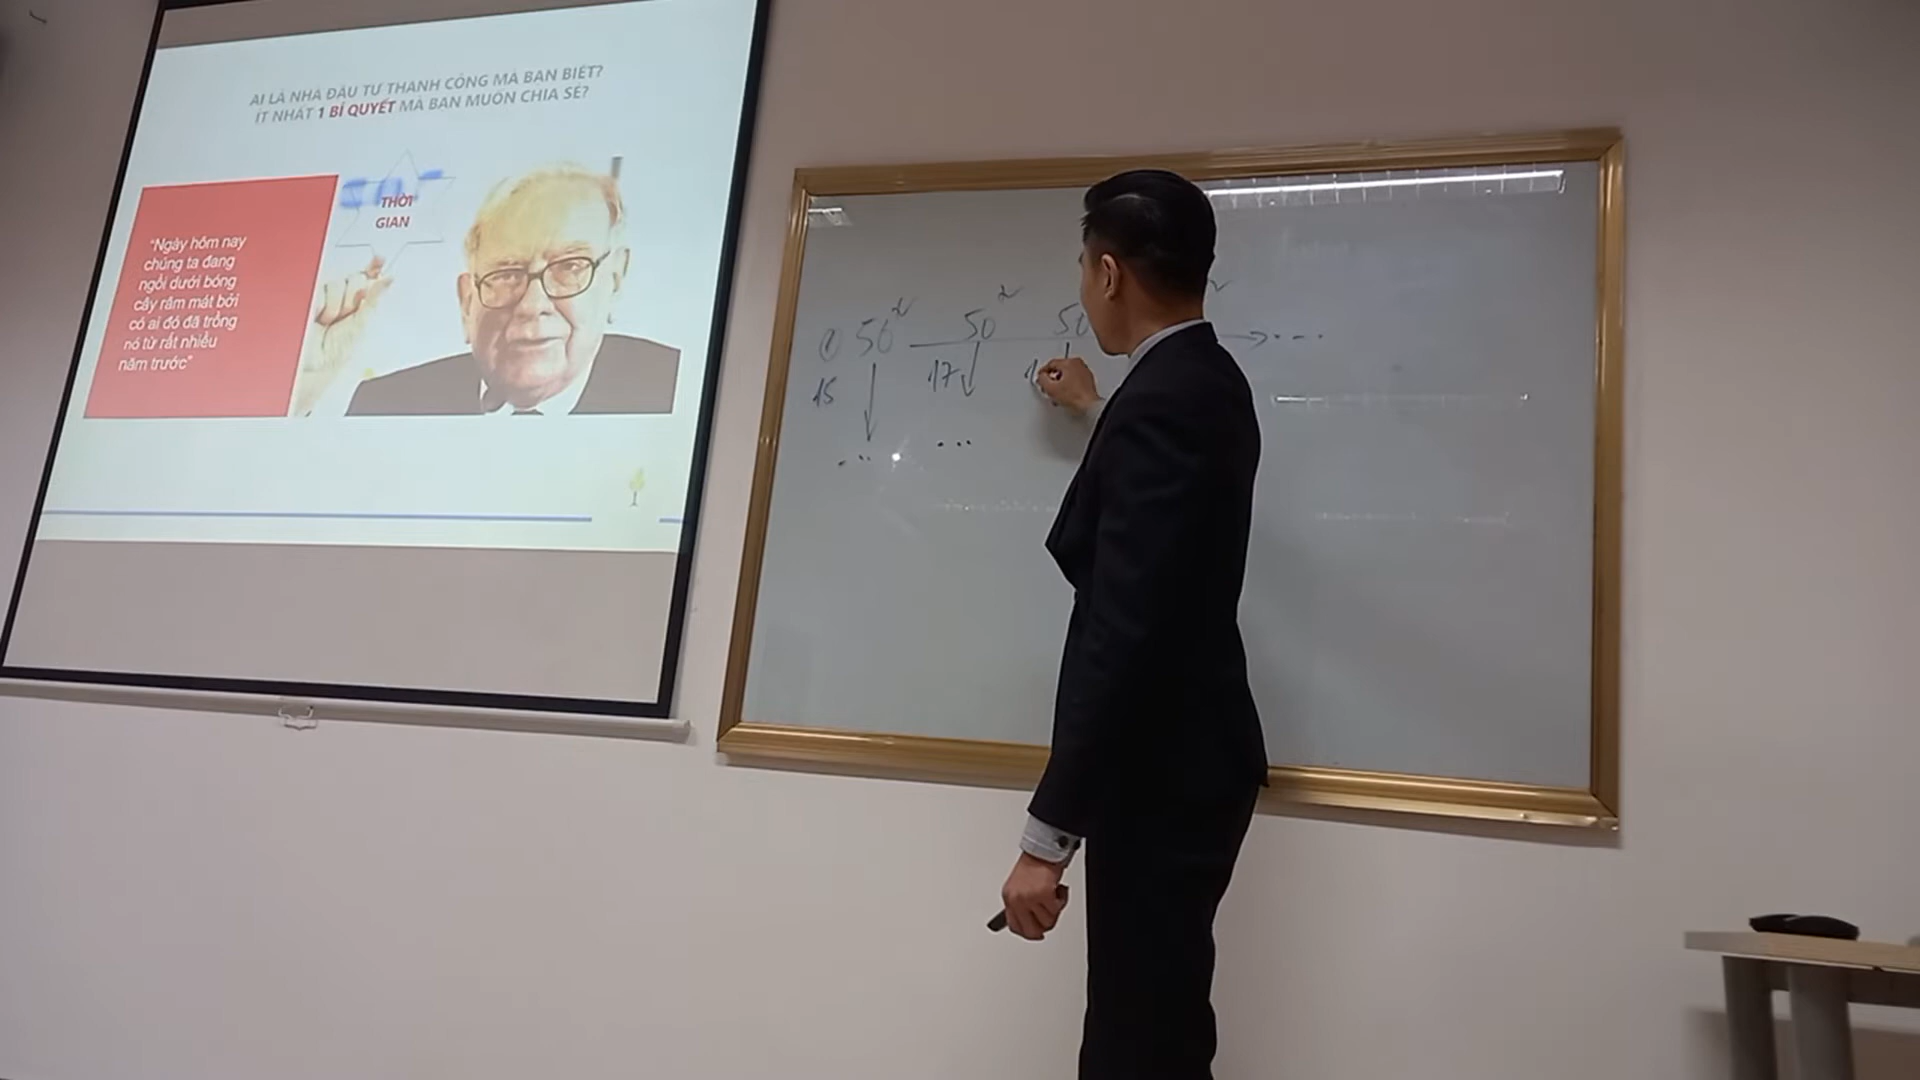 AI LÀ NHÀ ĐẦU TƯ THÀNH CÔNG MÀ BẠN BIẾT?
ÍT NHẤT 1 BÍ QUYẾT MÀ BẠN MUỐN CHIA SẺ?
THỜI
GIAN
“Ngày hôm nay
chúng ta đang
ngồi dưới bóng
cây râm mát bởi
có ai đó đã trồng
nó từ rất nhiều
năm trước”
① 50 50 50
15 17